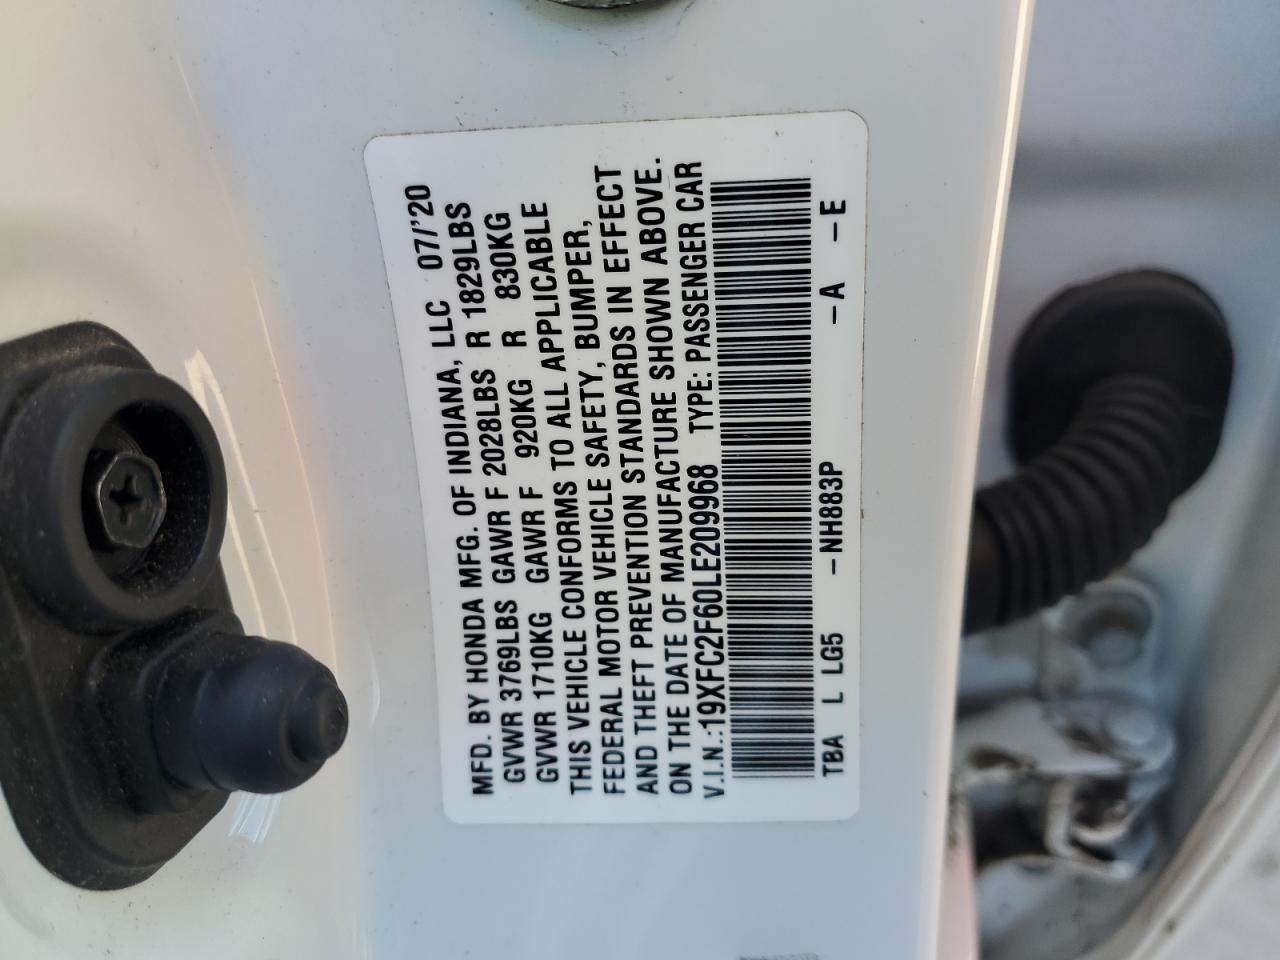 MFD. BY HONDA MFG. OF INDIANA, LLC 07/'20
GVWR 3769LBS GAWR F 2028LBS R 1829LBS
GVWR 1710KG GAWR F 920KG R 830KG
THIS VEHICLE CONFORMS TO ALL APPLICABLE
FEDERAL MOTOR VEHICLE SAFETY, BUMPER,
AND THEFT PREVENTION STANDARDS IN EFFECT
ON THE DATE OF MANUFACTURE SHOWN ABOVE.
V.I.N.:19XFC2F60LE209968 TYPE: PASSENGER CAR
TBA L LG5 -NH883P -A -E